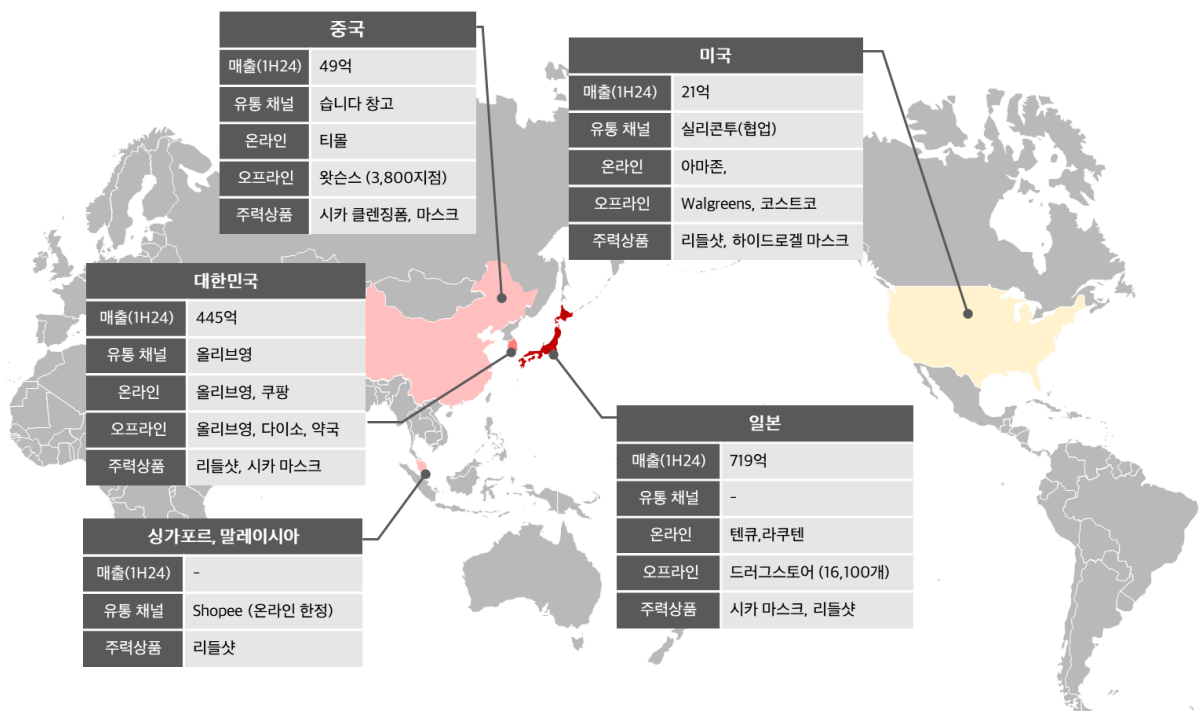 중국
매출(1H24) 49억
유통 채널 습니다 창고
온라인 티몰
오프라인 왓슨스 (3,800지점)
주력상품 시카 클렌징폼, 마스크
미국
매출(1H24) 21억
유통 채널 실리콘투(협업)
온라인 아마존,
오프라인 Walgreens, 코스트코
주력상품 리들샷, 하이드로겔 마스크
대한민국
매출(1H24) 445억
유통 채널 올리브영
온라인 올리브영, 쿠팡
오프라인 올리브영, 다이소, 약국
주력상품 리들샷, 시카 마스크
일본
매출(1H24) 719억
유통 채널 -
온라인 텐큐,라쿠텐
오프라인 드러그스토어 (16,100개)
주력상품 시카 마스크, 리들샷
싱가포르, 말레이시아
매출(1H24) -
유통 채널 Shopee (온라인 한정)
주력상품 리들샷